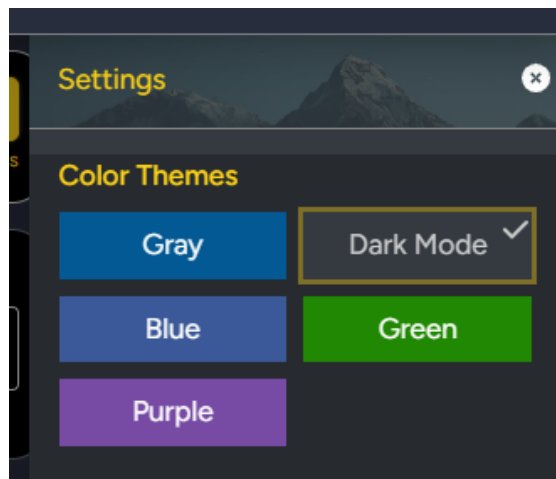 Settings
s
Color Themes
Gray
Dark Mode
Blue
Green
Purple